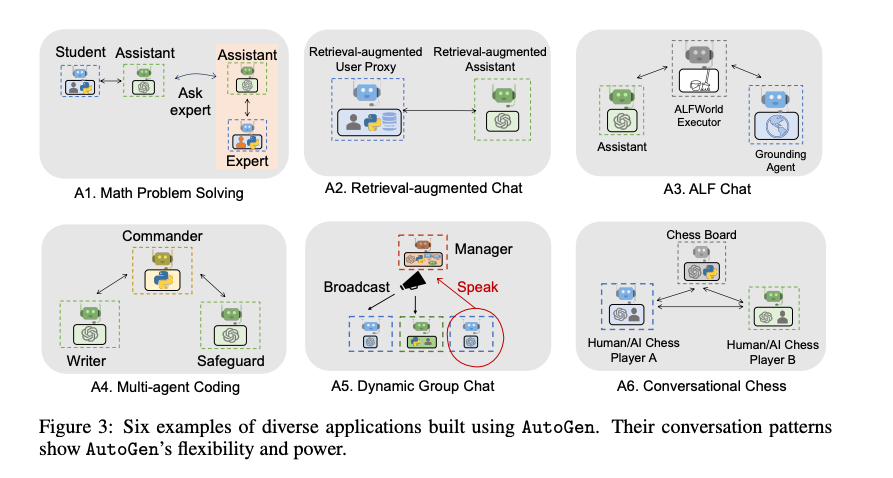 Student
Assistant
Ask
expert
Assistant
Expert
A1. Math Problem Solving
Retrieval-augmented
User Proxy
Retrieval-augmented
Assistant
A2. Retrieval-augmented Chat
ALFWorld
Executor
Assistant
Grounding
Agent
A3. ALF Chat
Commander
Writer
Safeguard
A4. Multi-agent Coding
Manager
Broadcast
Speak
A5. Dynamic Group Chat
Chess Board
Human/AI Chess
Player A
Human/AI Chess
Player B
A6. Conversational Chess
Figure 3: Six examples of diverse applications built using AutoGen. Their conversation patterns
show AutoGen's flexibility and power.